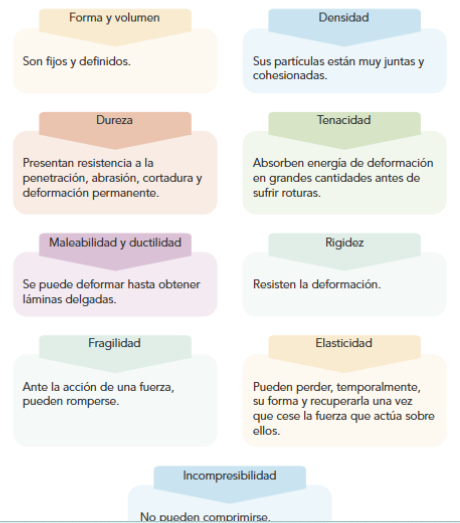 Forma y volumen
Son fijos y definidos.
Densidad
Sus partículas están muy juntas y
cohesionadas.
Dureza
Presentan resistencia a la
penetración, abrasión, cortadura y
deformación permanente.
Tenacidad
Absorben energía de deformación
en grandes cantidades antes de
sufrir roturas.
Maleabilidad y ductilidad
Se puede deformar hasta obtener
láminas delgadas.
Rigidez
Resisten la deformación.
Fragilidad
Ante la acción de una fuerza,
pueden romperse.
Elasticidad
Pueden perder, temporalmente,
su forma y recuperarla una vez
que cese la fuerza que actúa sobre
ellos.
Incompresibilidad
No pueden comprimirse.